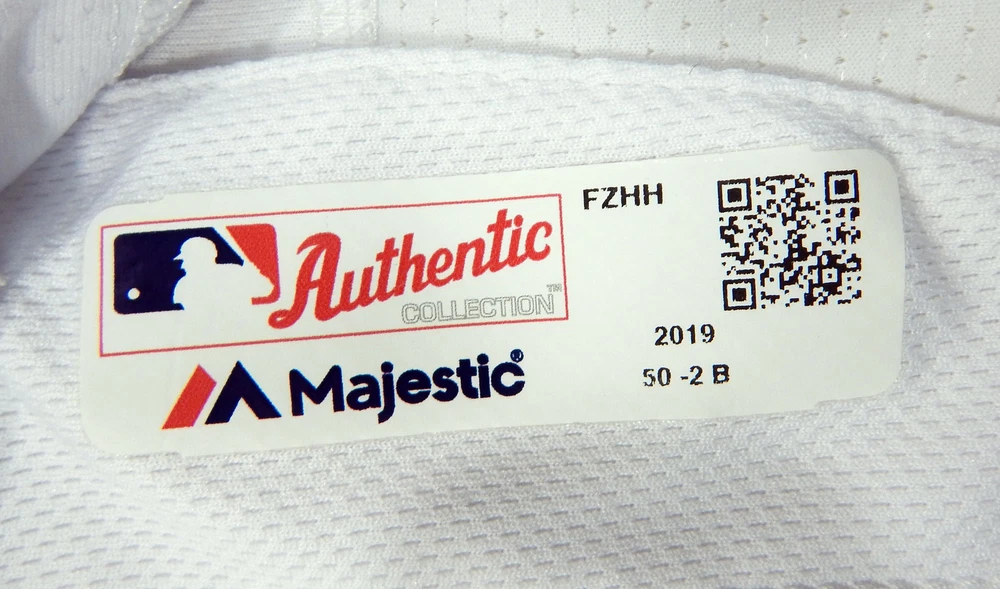 Authentic
COLLECTION™
Majestic®
FZHH
2019
50 -2 B